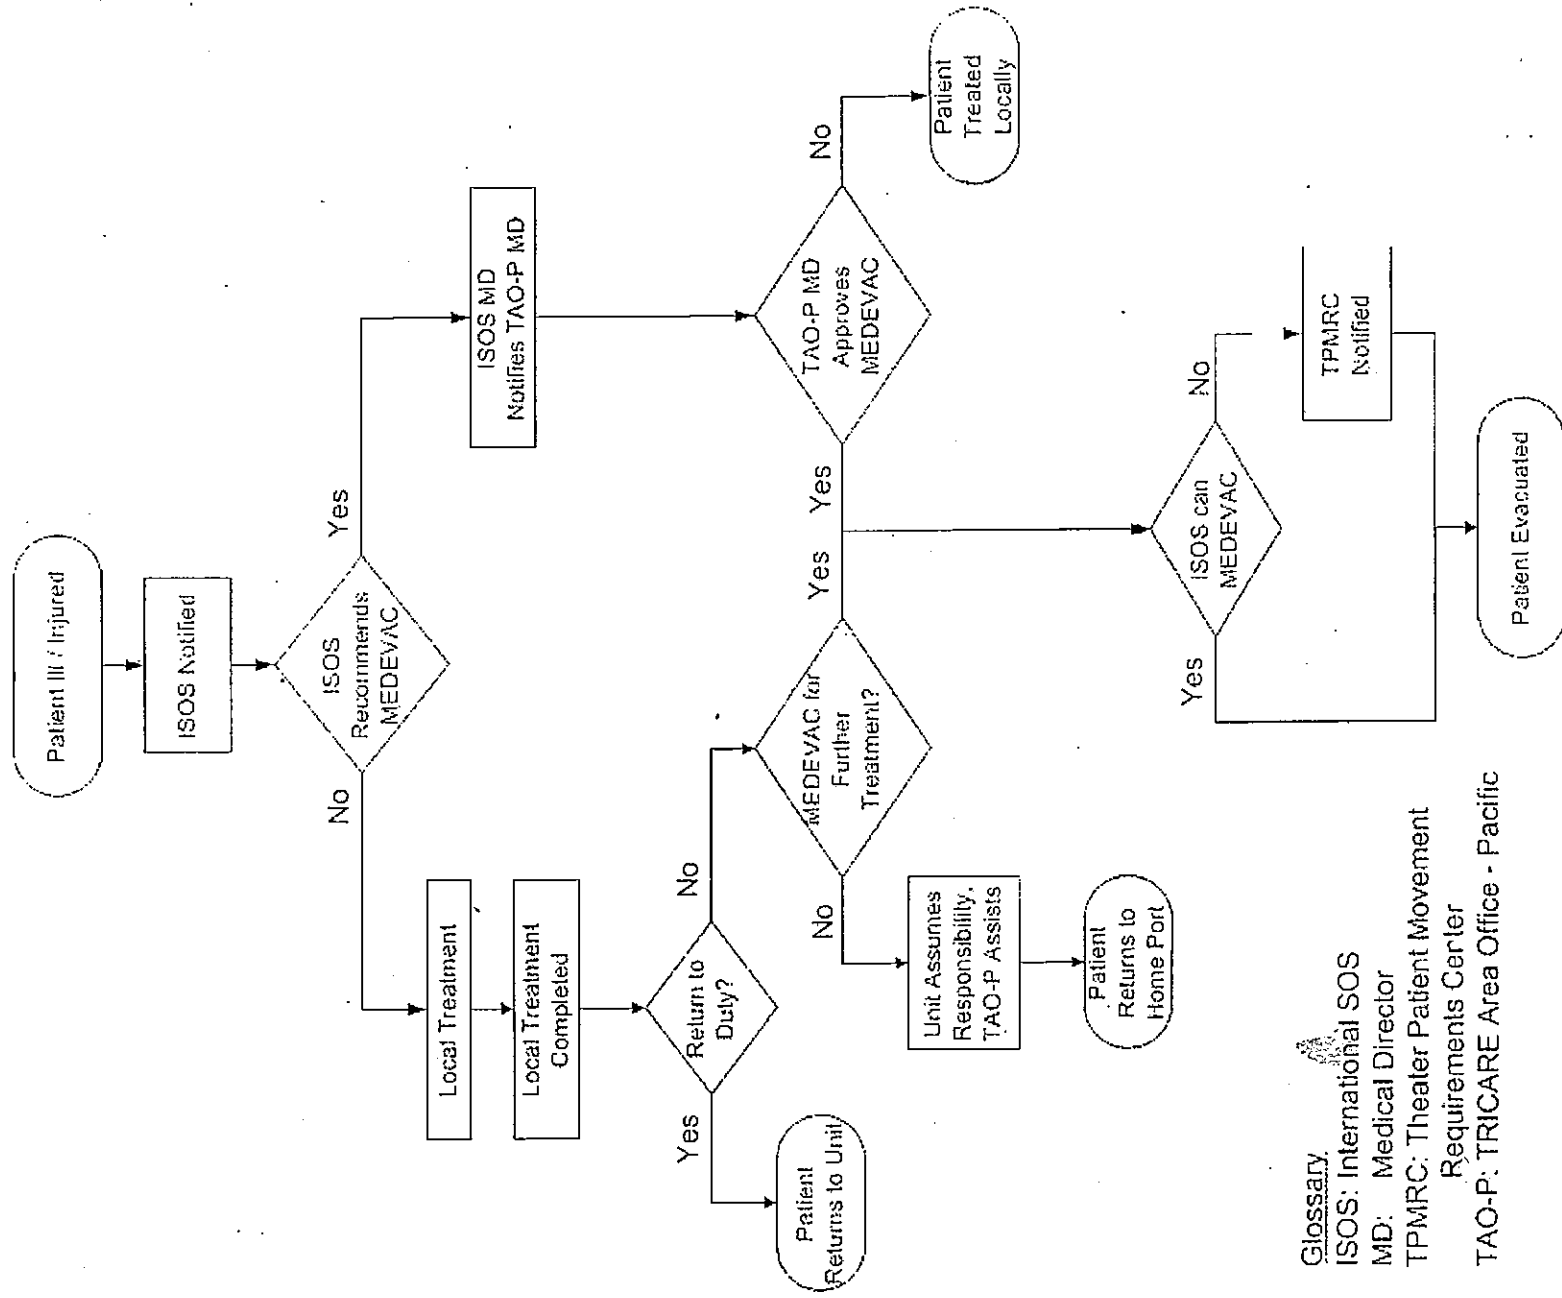 Patient Ill / Injured
ISOS Notified
ISOS
Recommends
MEDEVAC
No
Yes
Local Treatment
Local Treatment
Completed
ISOS MD
Notifies TAO-P MD
Return to
Duty?
Yes
No
Patient
Returns to Unit
MEDEVAC for
Further
Treatment?
No
Yes
TAO-P MD
Approves
MEDEVAC
Yes
No
Unit Assumes
Responsibility,
TAO-P Assists
Patient
Returns to
Home Port
Patient
Treated
Locally
ISOS can
MEDEVAC
Yes
No
TPMRC
Notified
Patient Evacuated
Glossary
ISOS: International SOS
MD: Medical Director
TPMRC: Theater Patient Movement
Requirements Center
TAO-P: TRICARE Area Office - Pacific